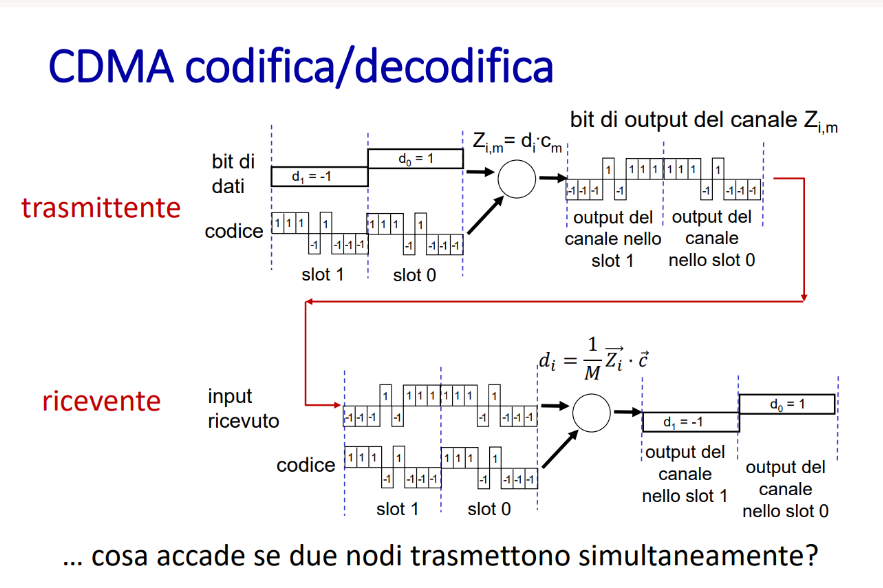 CDMA codifica/decodifica
bit di output del canale Z_{i,m}
Z_{i,m}= d_i·c_m
bit di
dati
d_1 = -1
d_0 = 1
trasmittente
codice
1 1 1 -1 1 -1 -1 -1
1 1 1 -1 1 -1 -1 -1
slot 1
slot 0
-1 -1 -1 1 -1 1 1 1
1 1 1 -1 1 -1 -1 -1
output del
canale nello
slot 1
output del
canale
nello slot 0
d_i = \frac{1}{M} \vec{Z_i} · \vec{c}
ricevente
input
ricevuto
-1 -1 -1 1 -1 1 1 1
1 1 1 -1 1 -1 -1 -1
codice
1 1 1 -1 1 -1 -1 -1
1 1 1 -1 1 -1 -1 -1
slot 1
slot 0
d_1 = -1
d_0 = 1
output del
canale
nello slot 1
output del
canale
nello slot 0
... cosa accade se due nodi trasmettono simultaneamente?